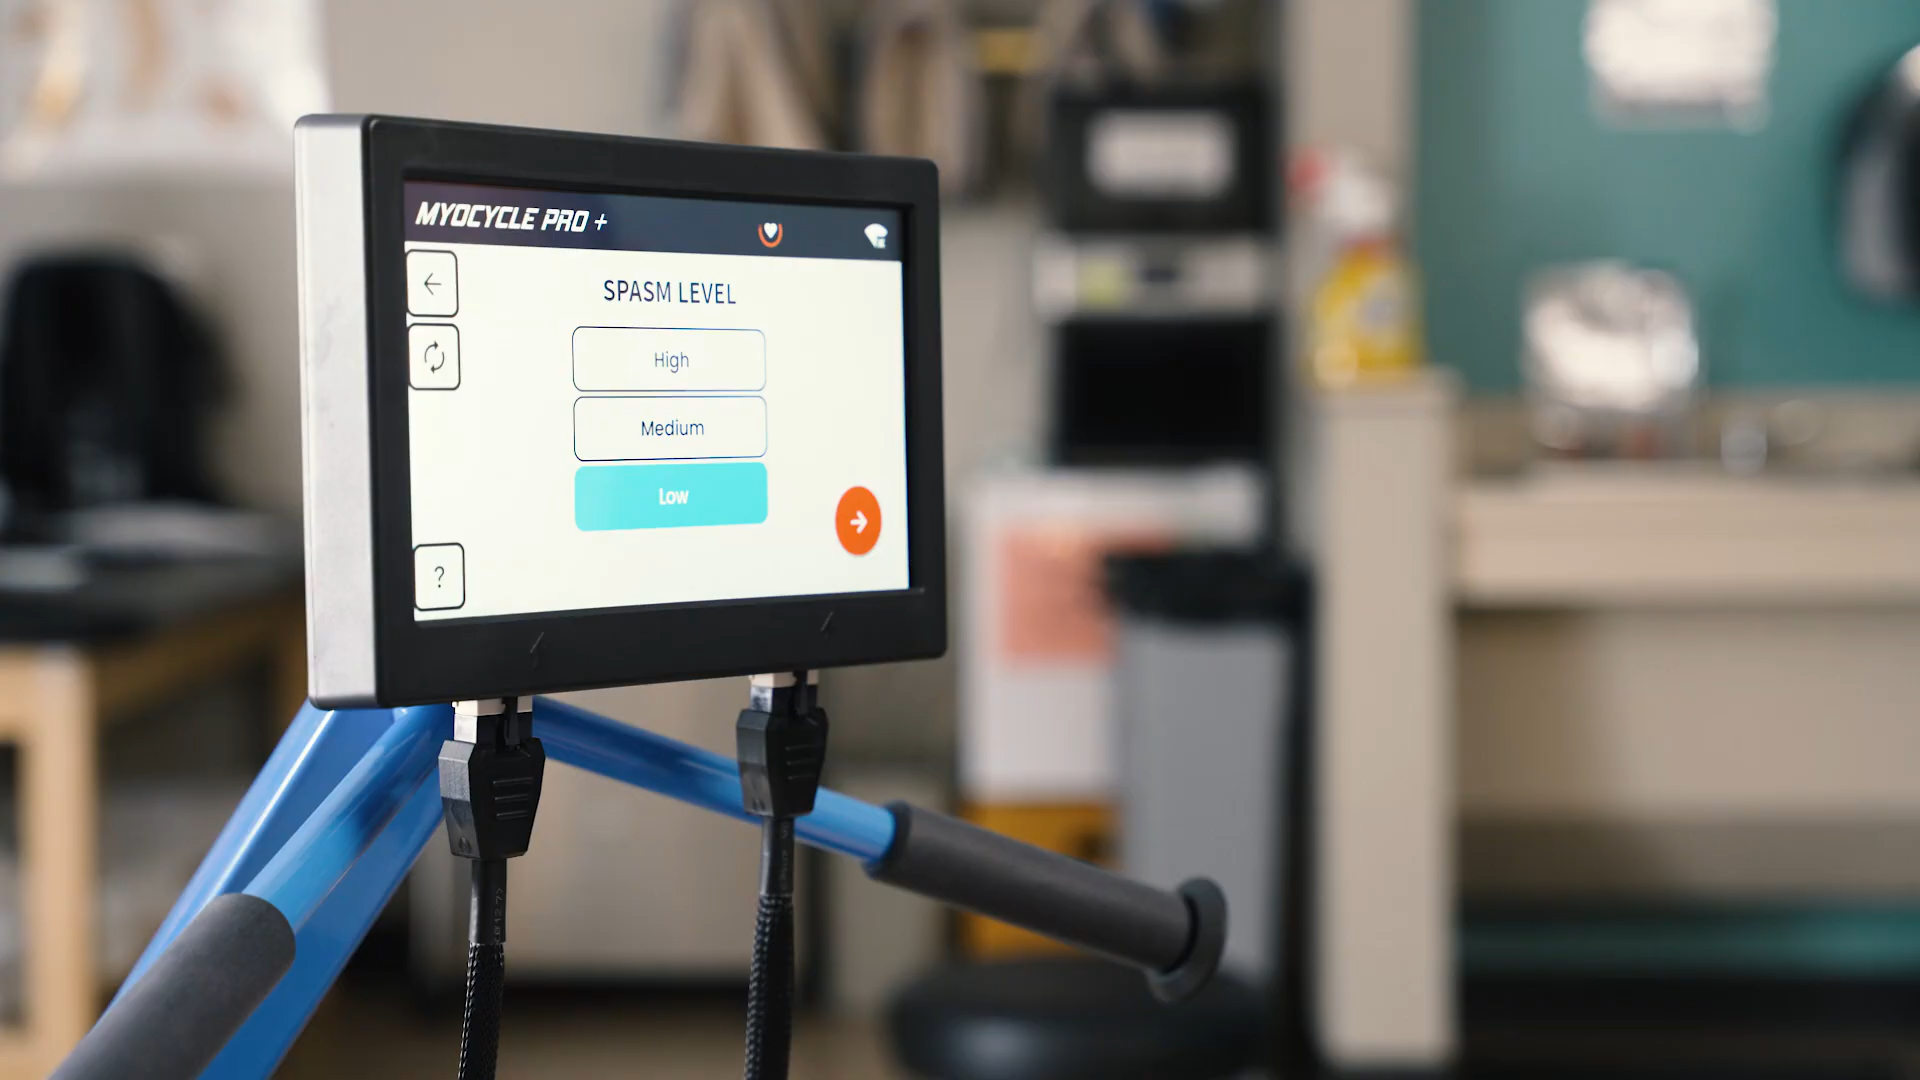 MYOCYCLE PRO +
SPASM LEVEL
High
Medium
Low
?